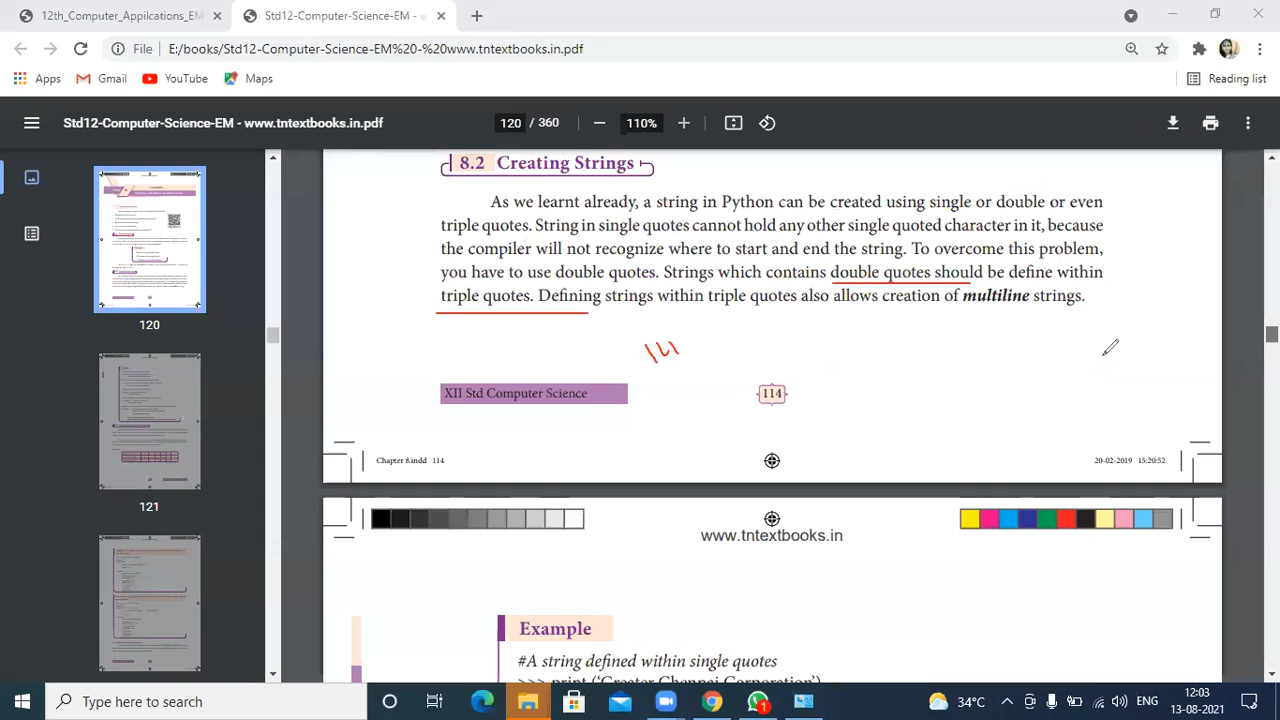 12th_Computer_Appilcations_EM
Std12-Computer-Science-EM - www
File E:/books/Std12-Computer-Science-EM%20-%20www.tntextbooks.in.pdf
Apps Gmail YouTube Maps Reading list
Std12-Computer-Science-EM - www.tntextbooks.in.pdf 120 / 360 110%
120
121
8.2 Creating Strings
As we learnt already, a string in Python can be created using single or double or even
triple quotes. String in single quotes cannot hold any other single quoted character in it, because
the compiler will not recognize where to start and end the string. To overcome this problem,
you have to use double quotes. Strings which contains double quotes should be define within
triple quotes. Defining strings within triple quotes also allows creation of multiline strings.
XII Std Computer Science 114
Chapter 8.indd 114 20-02-2019 15:20:52
www.tntextbooks.in
Example
#A string defined within single quotes
>>> print (‘Greater Chennai Corporation’)
Type here to search 1 34°C ENG 12:03
13-08-2021